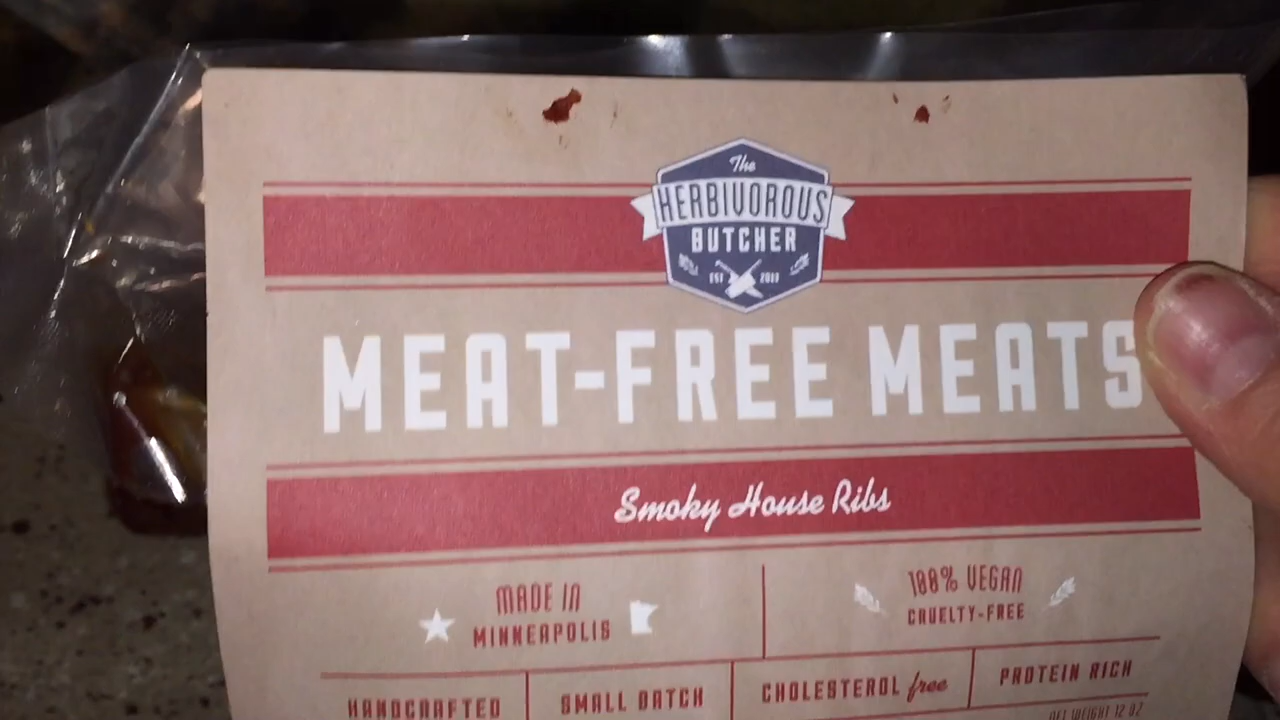 The
HERBIVOROUS
BUTCHER
EST 2013
MEAT-FREE MEATS
Smoky House Ribs
MADE IN
MINNEAPOLIS
100% VEGAN
CRUELTY-FREE
HANDCRAFTED
SMALL BATCH
CHOLESTEROL free
PROTEIN RICH
NET WEIGHT 12 OZ